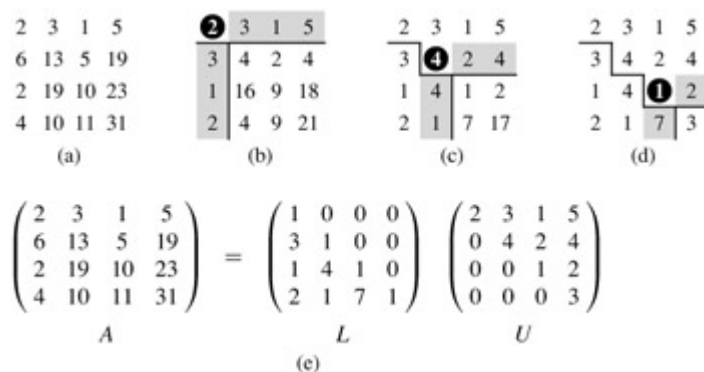 2 3 1 5
6 13 5 19
2 19 10 23
4 10 11 31
(a)
2 3 1 5
3 4 2 4
1 16 9 18
2 4 9 21
(b)
2 3 1 5
3 4 2 4
1 4 1 2
2 1 7 17
(c)
2 3 1 5
3 4 2 4
1 4 1 2
2 1 7 3
(d)
2 3 1 5
6 13 5 19
2 19 10 23
4 10 11 31
A
=
1 0 0 0
3 1 0 0
1 4 1 0
2 1 7 1
L
2 3 1 5
0 4 2 4
0 0 1 2
0 0 0 3
U
(e)